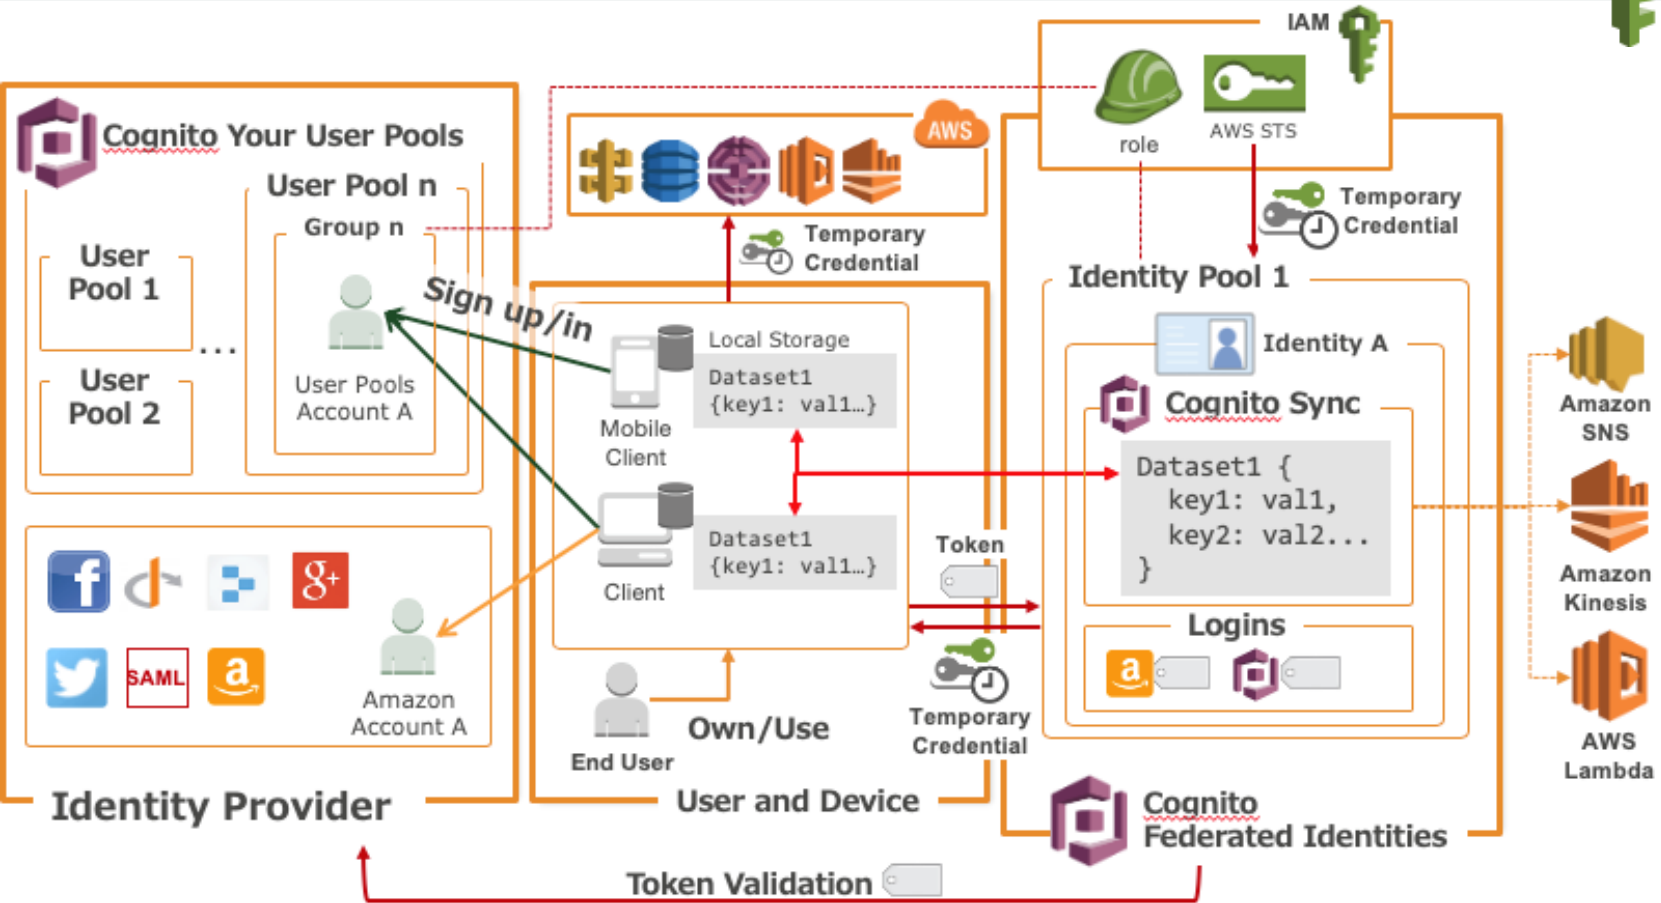 IAM
role
AWS STS
Temporary
Credential
AWS
Cognito Your User Pools
User Pool n
Group n
User
Pool 1
...
User
Pool 2
User Pools
Account A
Sign up/in
Temporary
Credential
Local Storage
Dataset1
{key1: val1…}
Mobile
Client
Dataset1
{key1: val1…}
Client
Identity Pool 1
Identity A
Cognito Sync
Dataset1 {
key1: val1,
key2: val2...
}
Logins
a
Amazon
SNS
Amazon
Kinesis
AWS
Lambda
Token
Temporary
Credential
f
g+
SAML
a
Amazon
Account A
End User
Own/Use
Identity Provider
User and Device
Cognito
Federated Identities
Token Validation